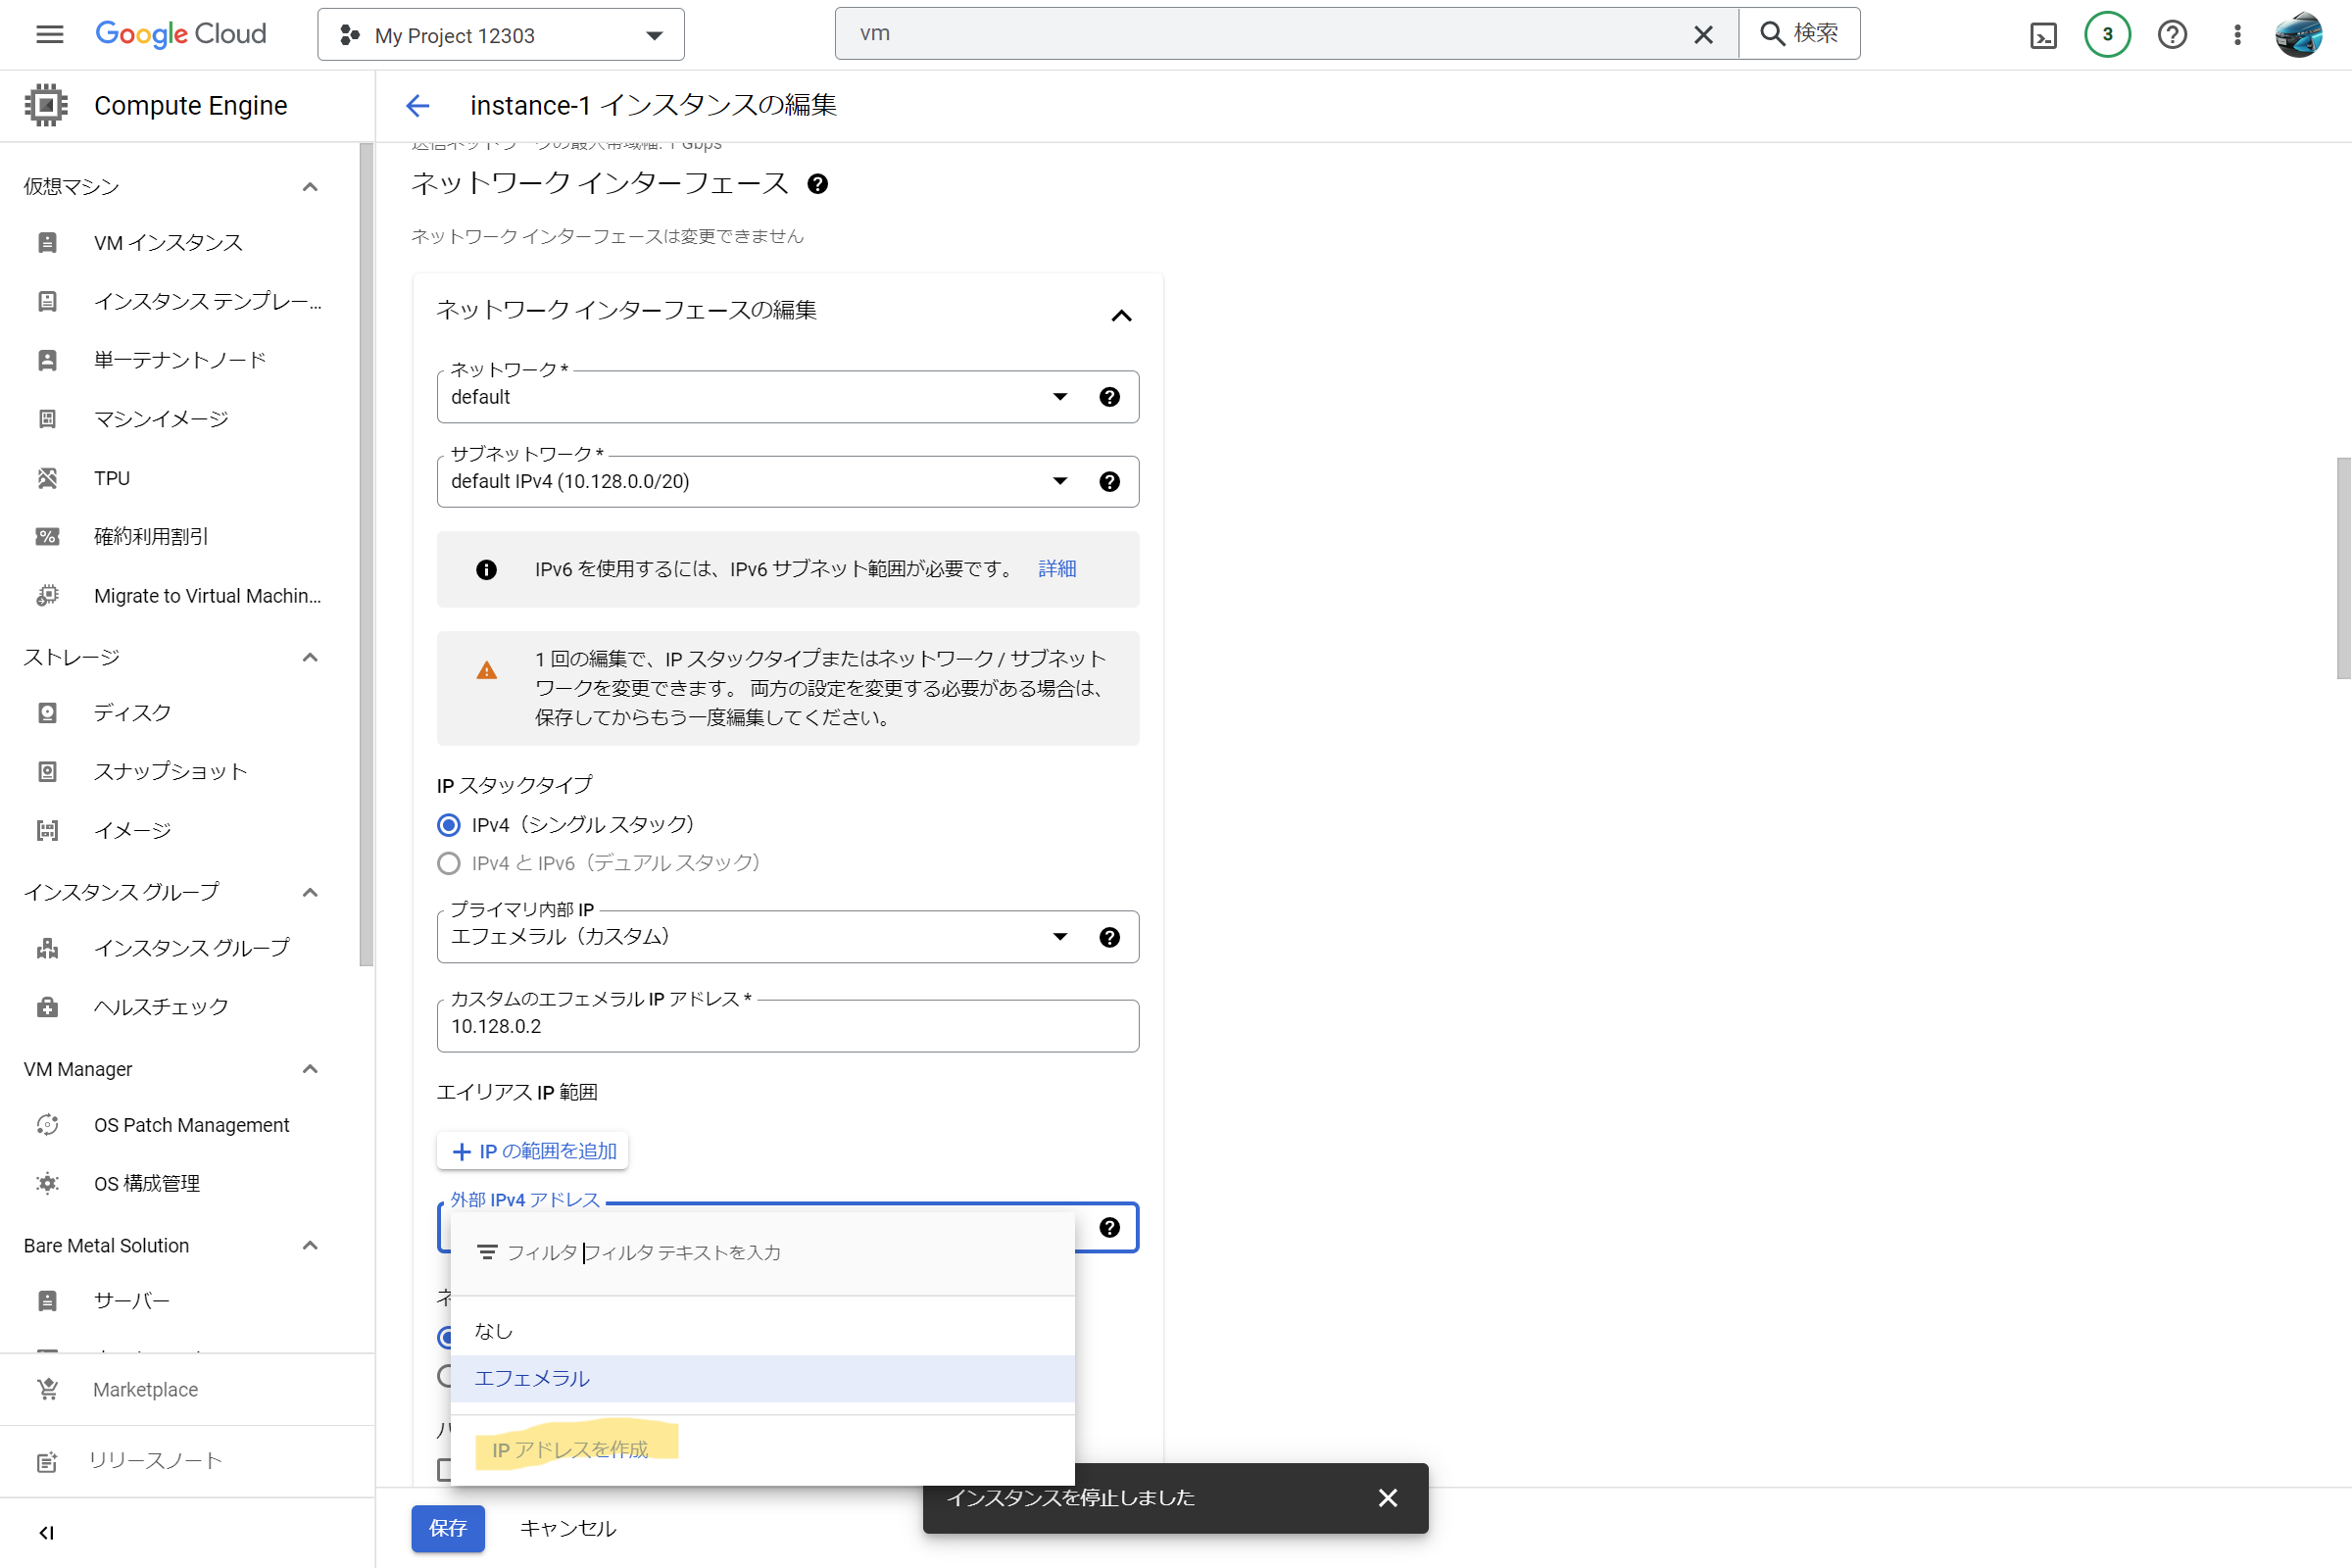 Google Cloud
My Project 12303
vm
検索
3
Compute Engine
instance-1 インスタンスの編集
仮想マシン
VM インスタンス
インスタンス テンプレー...
単一テナントノード
マシンイメージ
TPU
確約利用割引
Migrate to Virtual Machin...
ストレージ
ディスク
スナップショット
イメージ
インスタンス グループ
インスタンス グループ
ヘルスチェック
VM Manager
OS Patch Management
OS 構成管理
Bare Metal Solution
サーバー
Marketplace
リリースノート
送信ネットワークの最大帯域幅: 1 Gbps
ネットワーク インターフェース
ネットワーク インターフェースは変更できません
ネットワーク インターフェースの編集
ネットワーク *
default
サブネットワーク *
default IPv4 (10.128.0.0/20)
IPv6 を使用するには、IPv6 サブネット範囲が必要です。 詳細
1 回の編集で、IP スタックタイプまたはネットワーク / サブネット
ワークを変更できます。 両方の設定を変更する必要がある場合は、
保存してからもう一度編集してください。
IP スタックタイプ
IPv4（シングル スタック）
IPv4 と IPv6（デュアル スタック）
プライマリ内部 IP
エフェメラル（カスタム）
カスタムのエフェメラル IP アドレス *
10.128.0.2
エイリアス IP 範囲
IP の範囲を追加
外部 IPv4 アドレス
フィルタ フィルタ テキストを入力
なし
エフェメラル
IP アドレスを作成
インスタンスを停止しました
保存
キャンセル